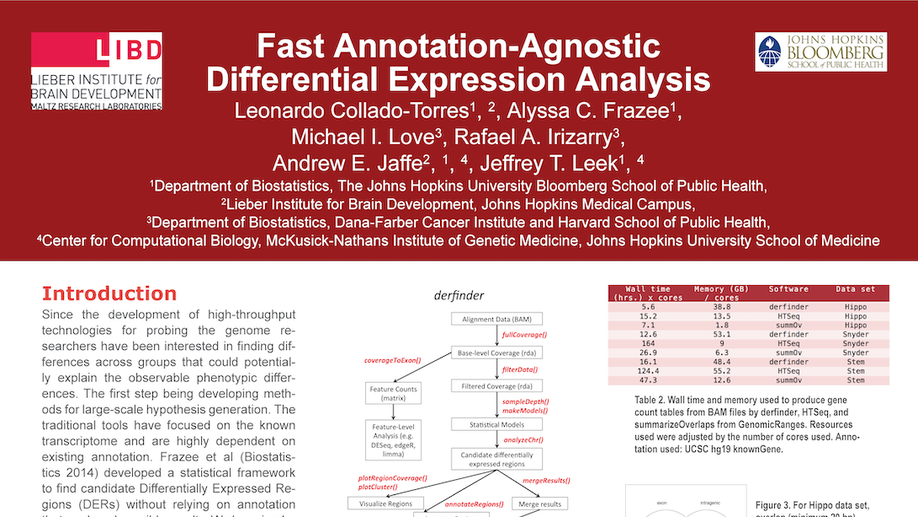 LIBD
LIEBER INSTITUTE for
BRAIN DEVELOPMENT
MALTZ RESEARCH LABORATORIES
Fast Annotation-Agnostic
Differential Expression Analysis
JOHNS HOPKINS
BLOOMBERG
SCHOOL of PUBLIC HEALTH
Leonardo Collado-Torres¹, ², Alyssa C. Frazee¹,
Michael I. Love³, Rafael A. Irizarry³,
Andrew E. Jaffe², ¹, ⁴, Jeffrey T. Leek¹, ⁴
¹Department of Biostatistics, The Johns Hopkins University Bloomberg School of Public Health,
²Lieber Institute for Brain Development, Johns Hopkins Medical Campus,
³Department of Biostatistics, Dana-Farber Cancer Institute and Harvard School of Public Health,
⁴Center for Computational Biology, McKusick-Nathans Institute of Genetic Medicine, Johns Hopkins University School of Medicine
Introduction
Since the development of high-throughput
technologies for probing the genome re-
searchers have been interested in finding dif-
ferences across groups that could potential-
ly explain the observable phenotypic differ-
ences. The first step being developing meth-
ods for large-scale hypothesis generation. The
traditional tools have focused on the known
transcriptome and are highly dependent on
existing annotation. Frazee et al (Biostatis-
tics 2014) developed a statistical framework
to find candidate Differentially Expressed Re-
gions (DERs) without relying on annotation
derfinder
Alignment Data (BAM)
fullCoverage()
Base-level Coverage (rda)
coverageToExon()
filterData()
Feature Counts
(matrix)
Filtered Coverage (rda)
sampleDepth()
makeModels()
Statistical Models
Feature-Level
Analysis (e.g.
DESeq, edgeR,
limma)
analyzeChr()
Candidate differentially
expressed regions
plotRegionCoverage()
plotCluster()
mergeResults()
annotateRegions()
Visualize Regions
Merge results
Wall time (hrs.) x cores Memory (GB) / cores Software Data set
5.6 38.8 derfinder Hippo
15.2 13.5 HTSeq Hippo
7.1 1.8 summOv Hippo
12.6 53.1 derfinder Snyder
164 9 HTSeq Snyder
26.9 6.3 summOv Snyder
16.1 48.4 derfinder Stem
124.4 55.2 HTSeq Stem
47.3 12.6 summOv Stem
Table 2. Wall time and memory used to produce gene
count tables from BAM files by derfinder, HTSeq, and
summarizeOverlaps from GenomicRanges. Resources
used were adjusted by the number of cores used. Anno-
tation used: UCSC hg19 knownGene.
exon intragenic
Figure 3. For Hippo data set,